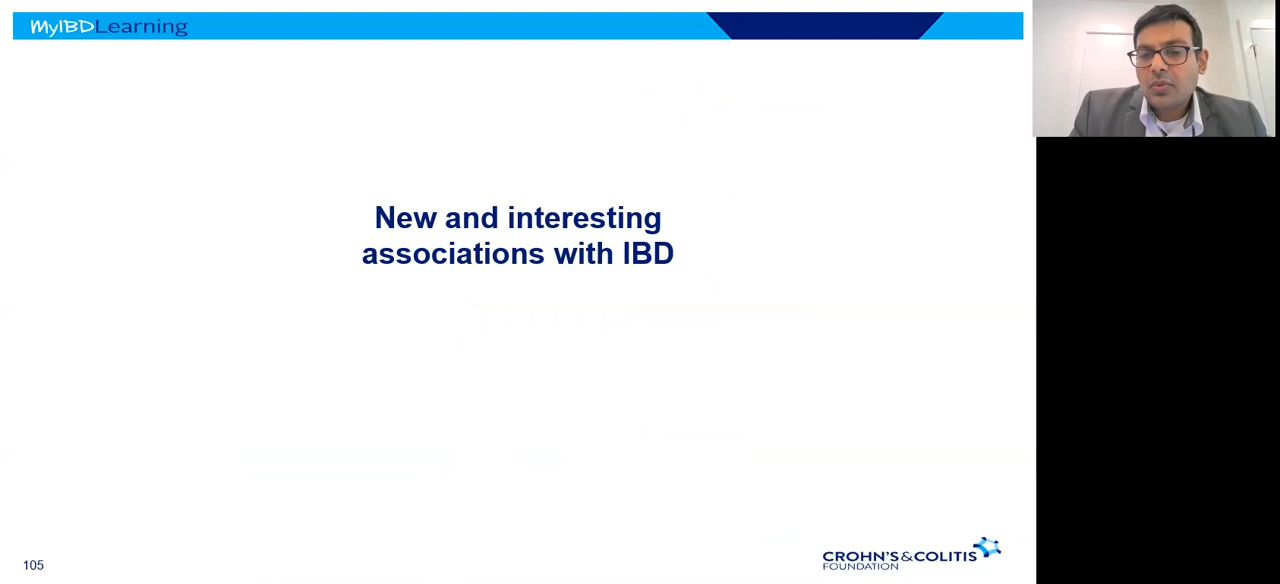 MyIBDLearning
New and interesting
associations with IBD
105
CROHN'S & COLITIS
FOUNDATION